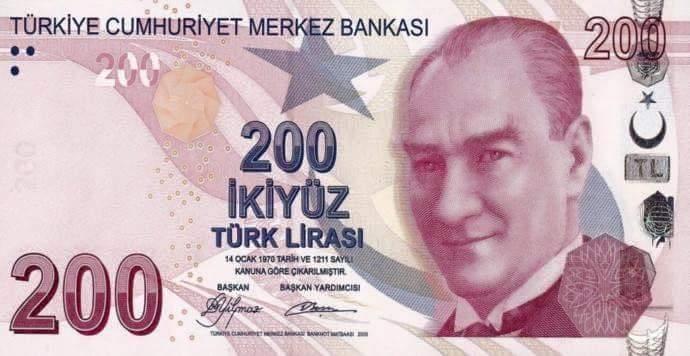 TÜRKİYE CUMHURİYET MERKEZ BANKASI
200
200
200
200
İKİYÜZ
TÜRK LİRASI
14 OCAK 1970 TARİH VE 1211 SAYILI
KANUNA GÖRE ÇIKARILMIŞTIR.
BAŞKAN BAŞKAN YARDIMCISI
TL
200
TÜRKİYE CUMHURİYET MERKEZ BANKASI BANKNOT MATBAASI 2009